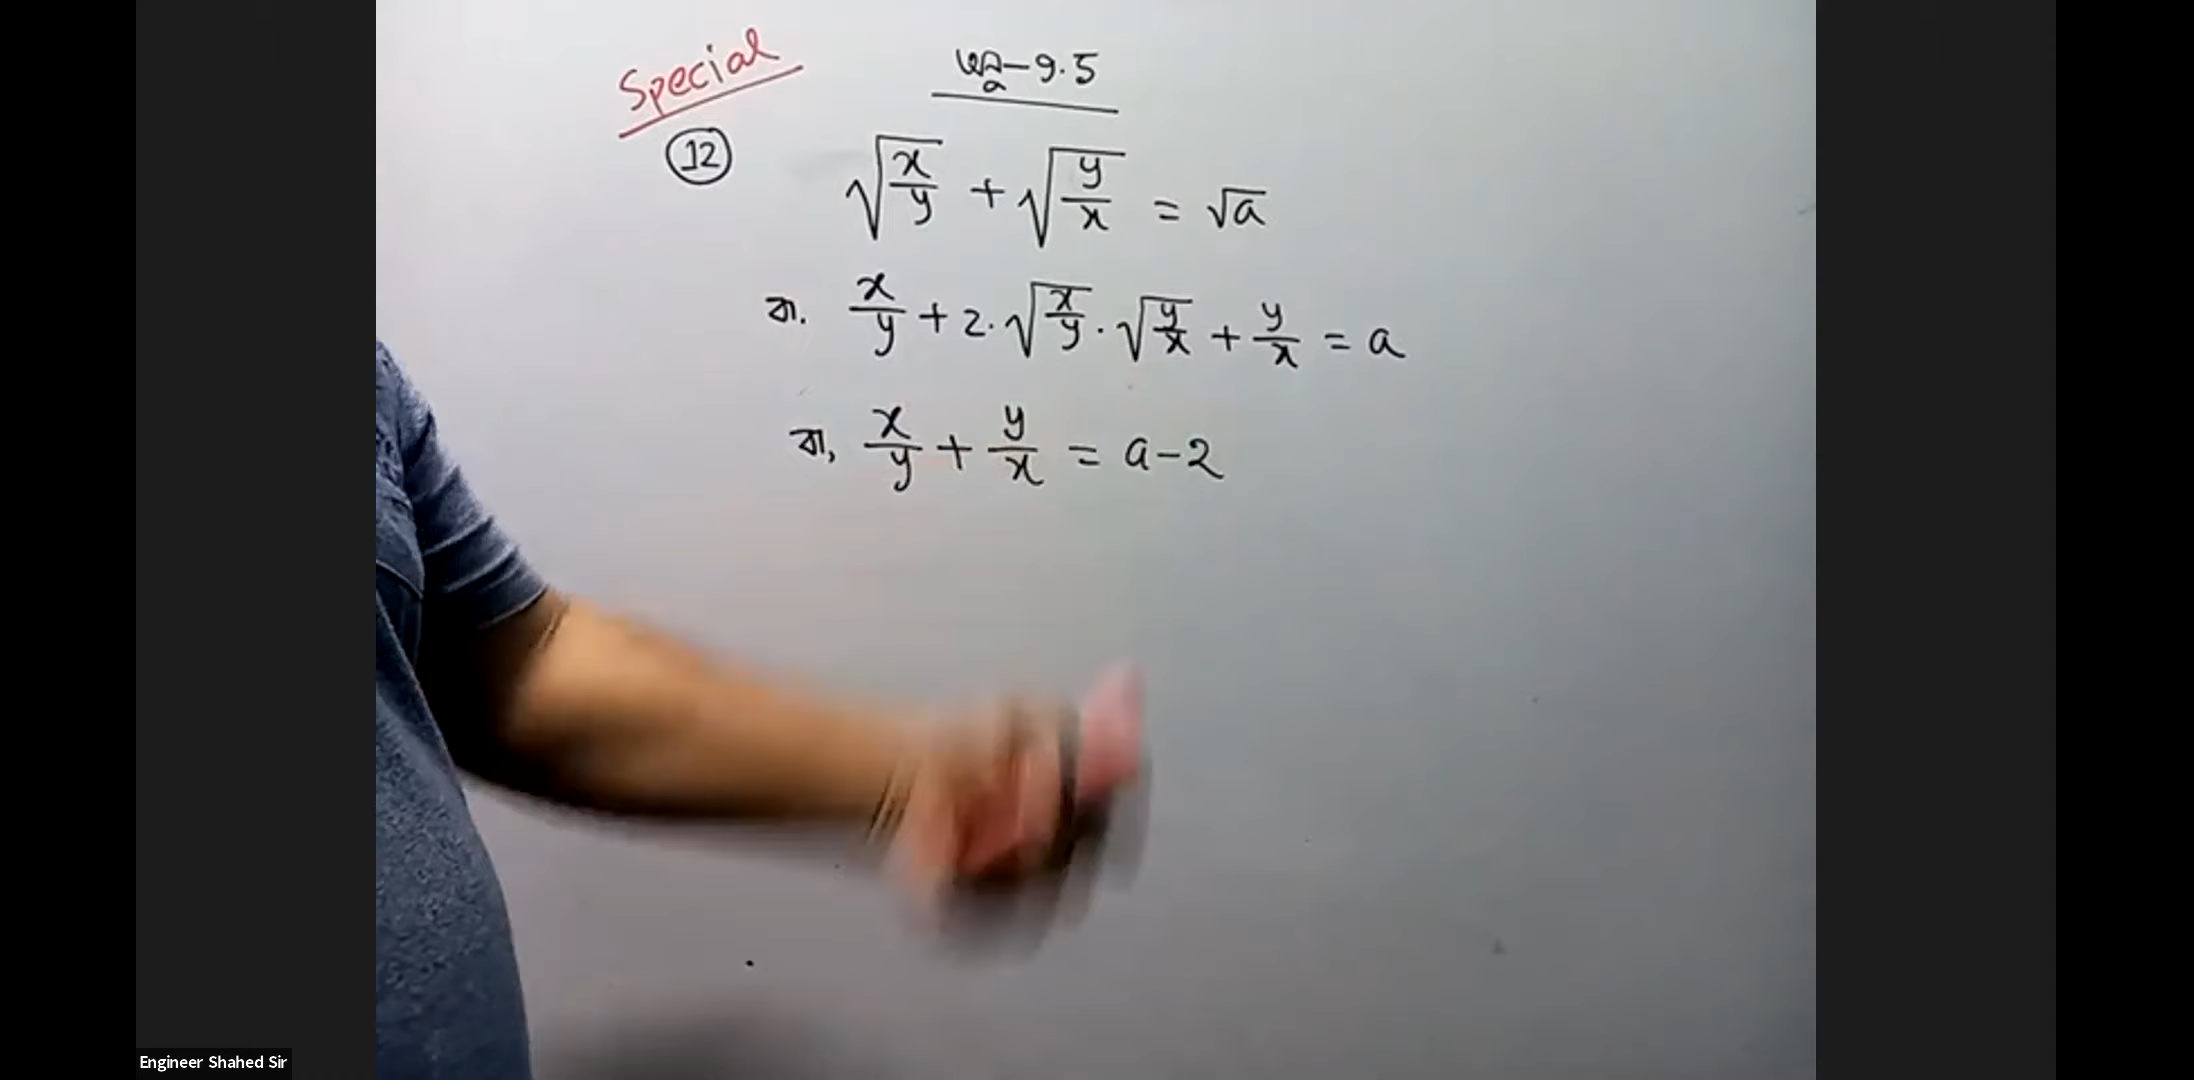 Special
অনু-9.5
12
√(x/y) + √(y/x) = √a
বা, x/y + 2·√(x/y)·√(y/x) + y/x = a
বা, x/y + y/x = a-2
Engineer Shahed Sir